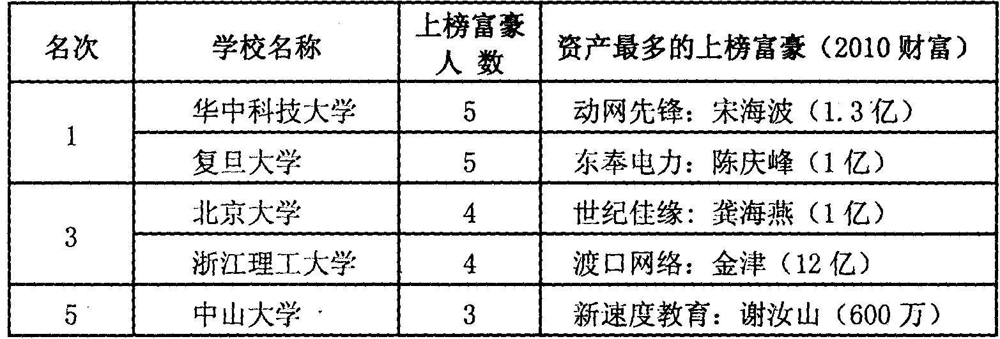 名次 学校名称 上榜富豪人 数 资产最多的上榜富豪（2010 财富）
1 华中科技大学 5 动网先锋：宋海波（1.3 亿）
复旦大学 5 东奉电力：陈庆峰（1 亿）
3 北京大学 4 世纪佳缘：龚海燕（1 亿）
浙江理工大学 4 渡口网络：金津（12 亿）
5 中山大学 3 新速度教育：谢汝山（600 万）